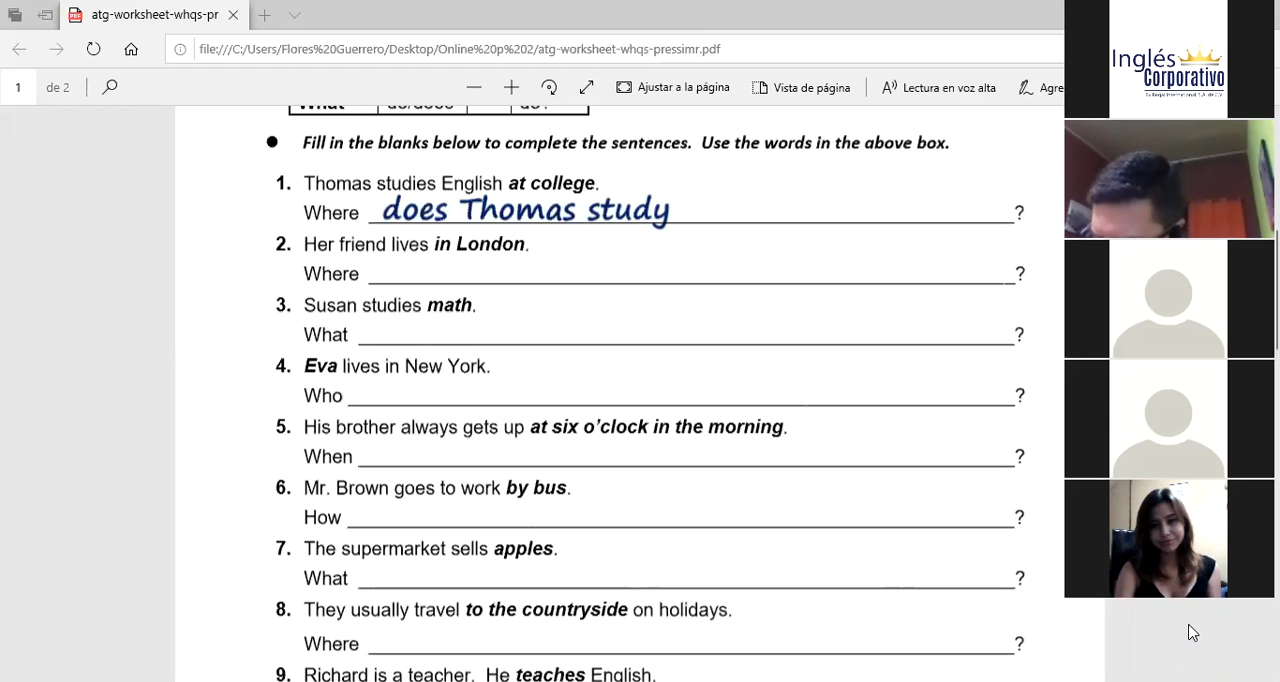 atg-worksheet-whqs-pr
file:///C:/Users/Flores%20Guerrero/Desktop/Online%20p%202/atg-worksheet-whqs-pressimr.pdf
1 de 2 Ajustar a la página Vista de página Lectura en voz alta Agre
What do/does do?
Fill in the blanks below to complete the sentences. Use the words in the above box.
1. Thomas studies English at college.
Where does Thomas study ?
2. Her friend lives in London.
Where ?
3. Susan studies math.
What ?
4. Eva lives in New York.
Who ?
5. His brother always gets up at six o'clock in the morning.
When ?
6. Mr. Brown goes to work by bus.
How ?
7. The supermarket sells apples.
What ?
8. They usually travel to the countryside on holidays.
Where ?
9. Richard is a teacher. He teaches English.
Inglés
Corporativo